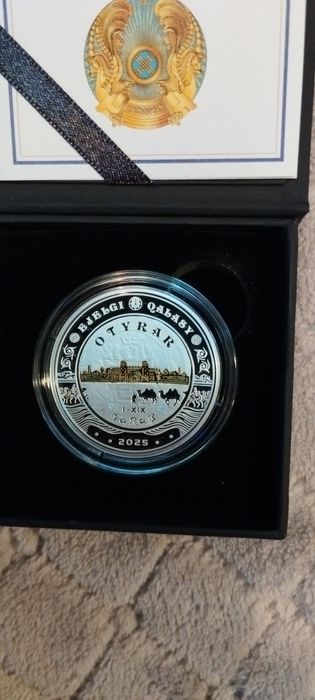 EJELGI QALASY
OTYRAR
I-XIX
2025